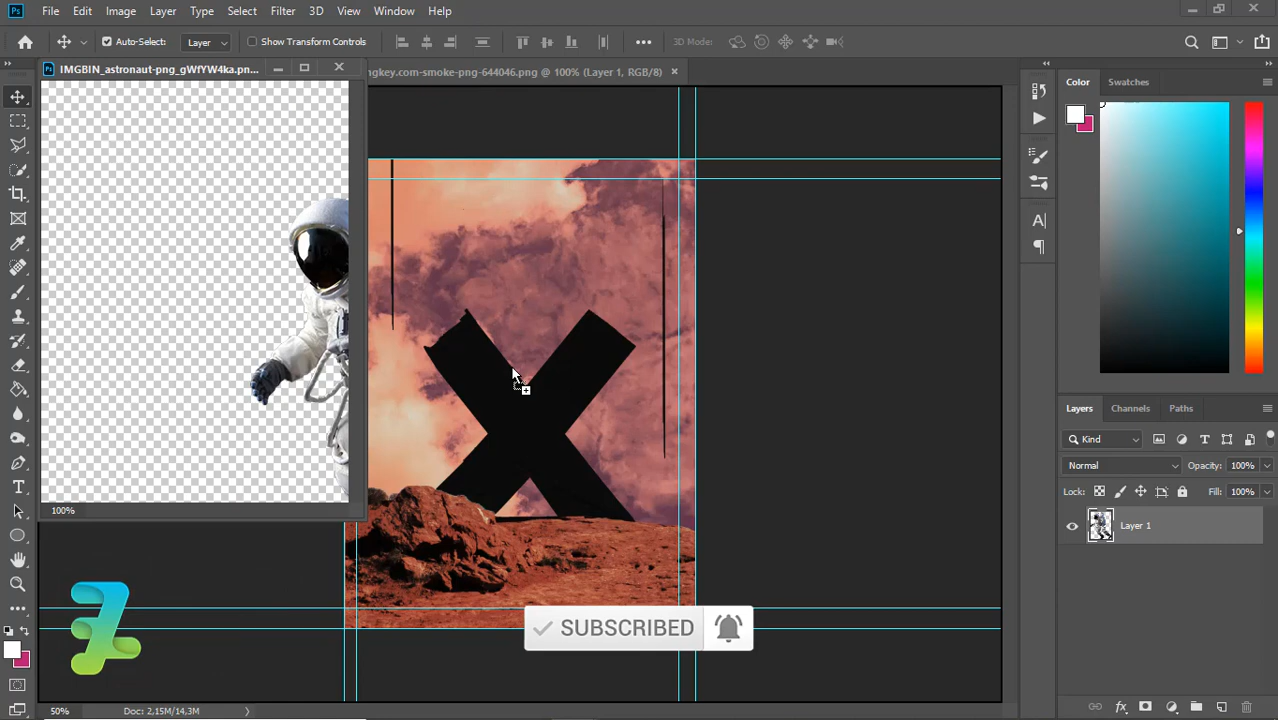 Ps File Edit Image Layer Type Select Filter 3D View Window Help
Auto-Select: Layer Show Transform Controls 3D Mode:
IMGBIN_astronaut-png_gWfYW4ka.pn...
ngkey.com-smoke-png-644046.png @ 100% (Layer 1, RGB/8)
Color Swatches
Layers Channels Paths
Kind
Normal Opacity: 100%
Lock: Fill: 100%
Layer 1
100%
SUBSCRIBED
50% Doc: 2,15M/14,3M